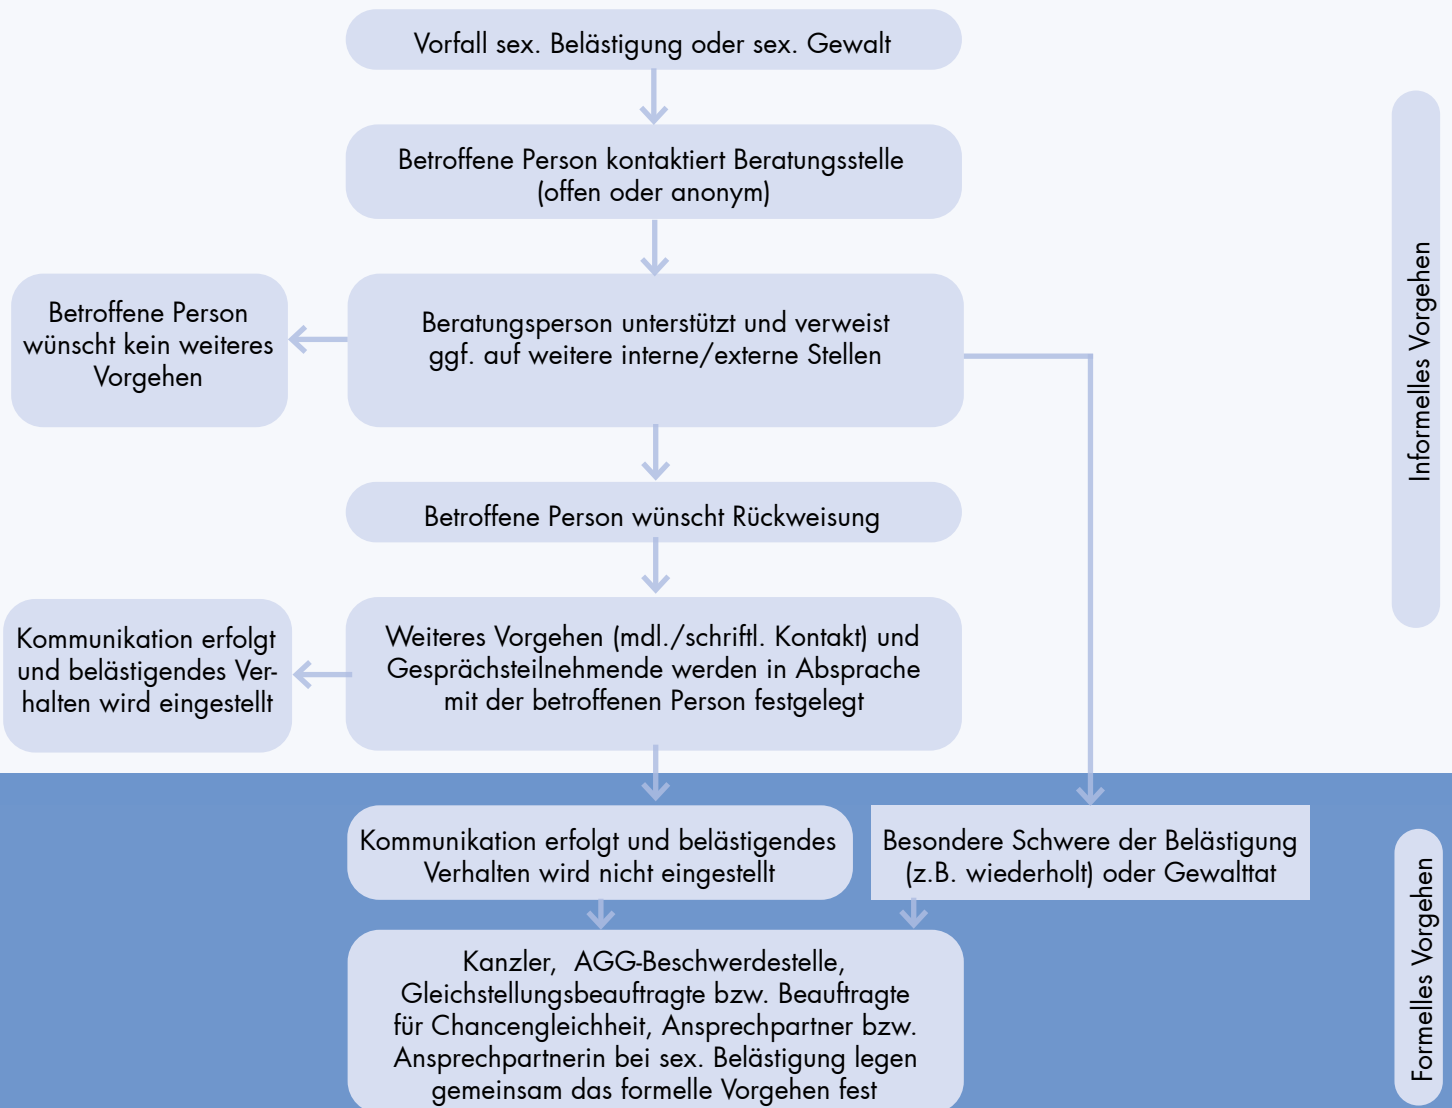 Vorfall sex. Belästigung oder sex. Gewalt
Betroffene Person kontaktiert Beratungsstelle
(offen oder anonym)
Betroffene Person
wünscht kein weiteres
Vorgehen
Beratungsperson unterstützt und verweist
ggf. auf weitere interne/externe Stellen
Betroffene Person wünscht Rückweisung
Kommunikation erfolgt
und belästigendes Ver-
halten wird eingestellt
Weiteres Vorgehen (mdl./schriftl. Kontakt) und
Gesprächsteilnehmende werden in Absprache
mit der betroffenen Person festgelegt
Informelles Vorgehen
Kommunikation erfolgt und belästigendes
Verhalten wird nicht eingestellt
Besondere Schwere der Belästigung
(z.B. wiederholt) oder Gewalttat
Kanzler, AGG-Beschwerdestelle,
Gleichstellungsbeauftragte bzw. Beauftragte
für Chancengleichheit, Ansprechpartner bzw.
Ansprechpartnerin bei sex. Belästigung legen
gemeinsam das formelle Vorgehen fest
Formelles Vorgehen